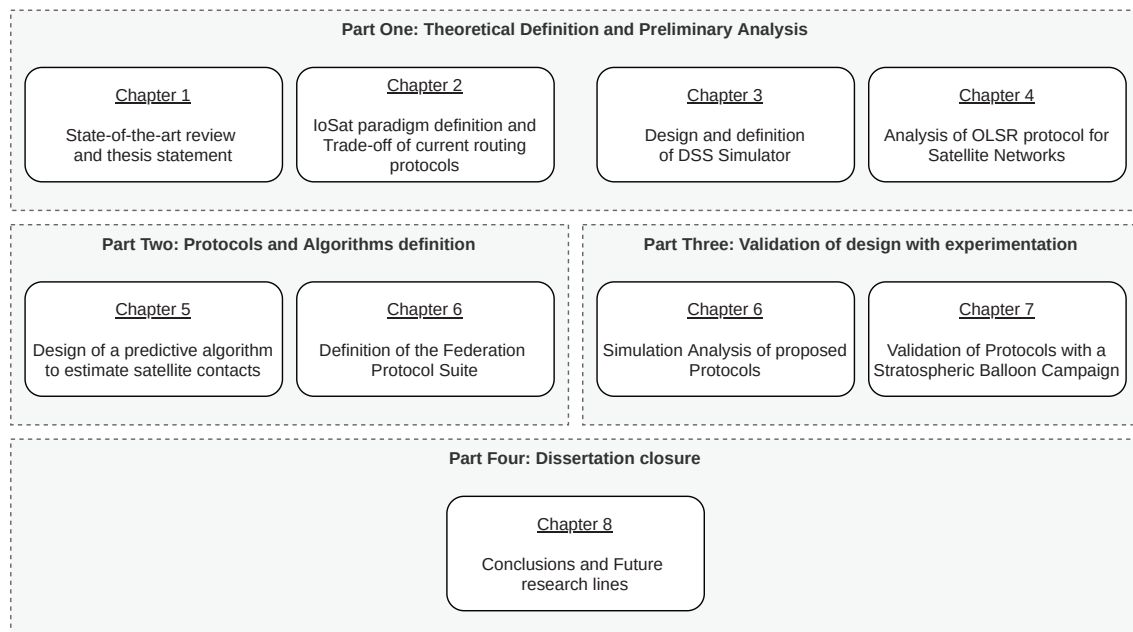 Part One: Theoretical Definition and Preliminary Analysis
Chapter 1
State-of-the-art review
and thesis statement
Chapter 2
IoSat paradigm definition and
Trade-off of current routing
protocols
Chapter 3
Design and definition
of DSS Simulator
Chapter 4
Analysis of OLSR protocol for
Satellite Networks
Part Two: Protocols and Algorithms definition
Chapter 5
Design of a predictive algorithm
to estimate satellite contacts
Chapter 6
Definition of the Federation
Protocol Suite
Part Three: Validation of design with experimentation
Chapter 6
Simulation Analysis of proposed
Protocols
Chapter 7
Validation of Protocols with a
Stratospheric Balloon Campaign
Part Four: Dissertation closure
Chapter 8
Conclusions and Future
research lines